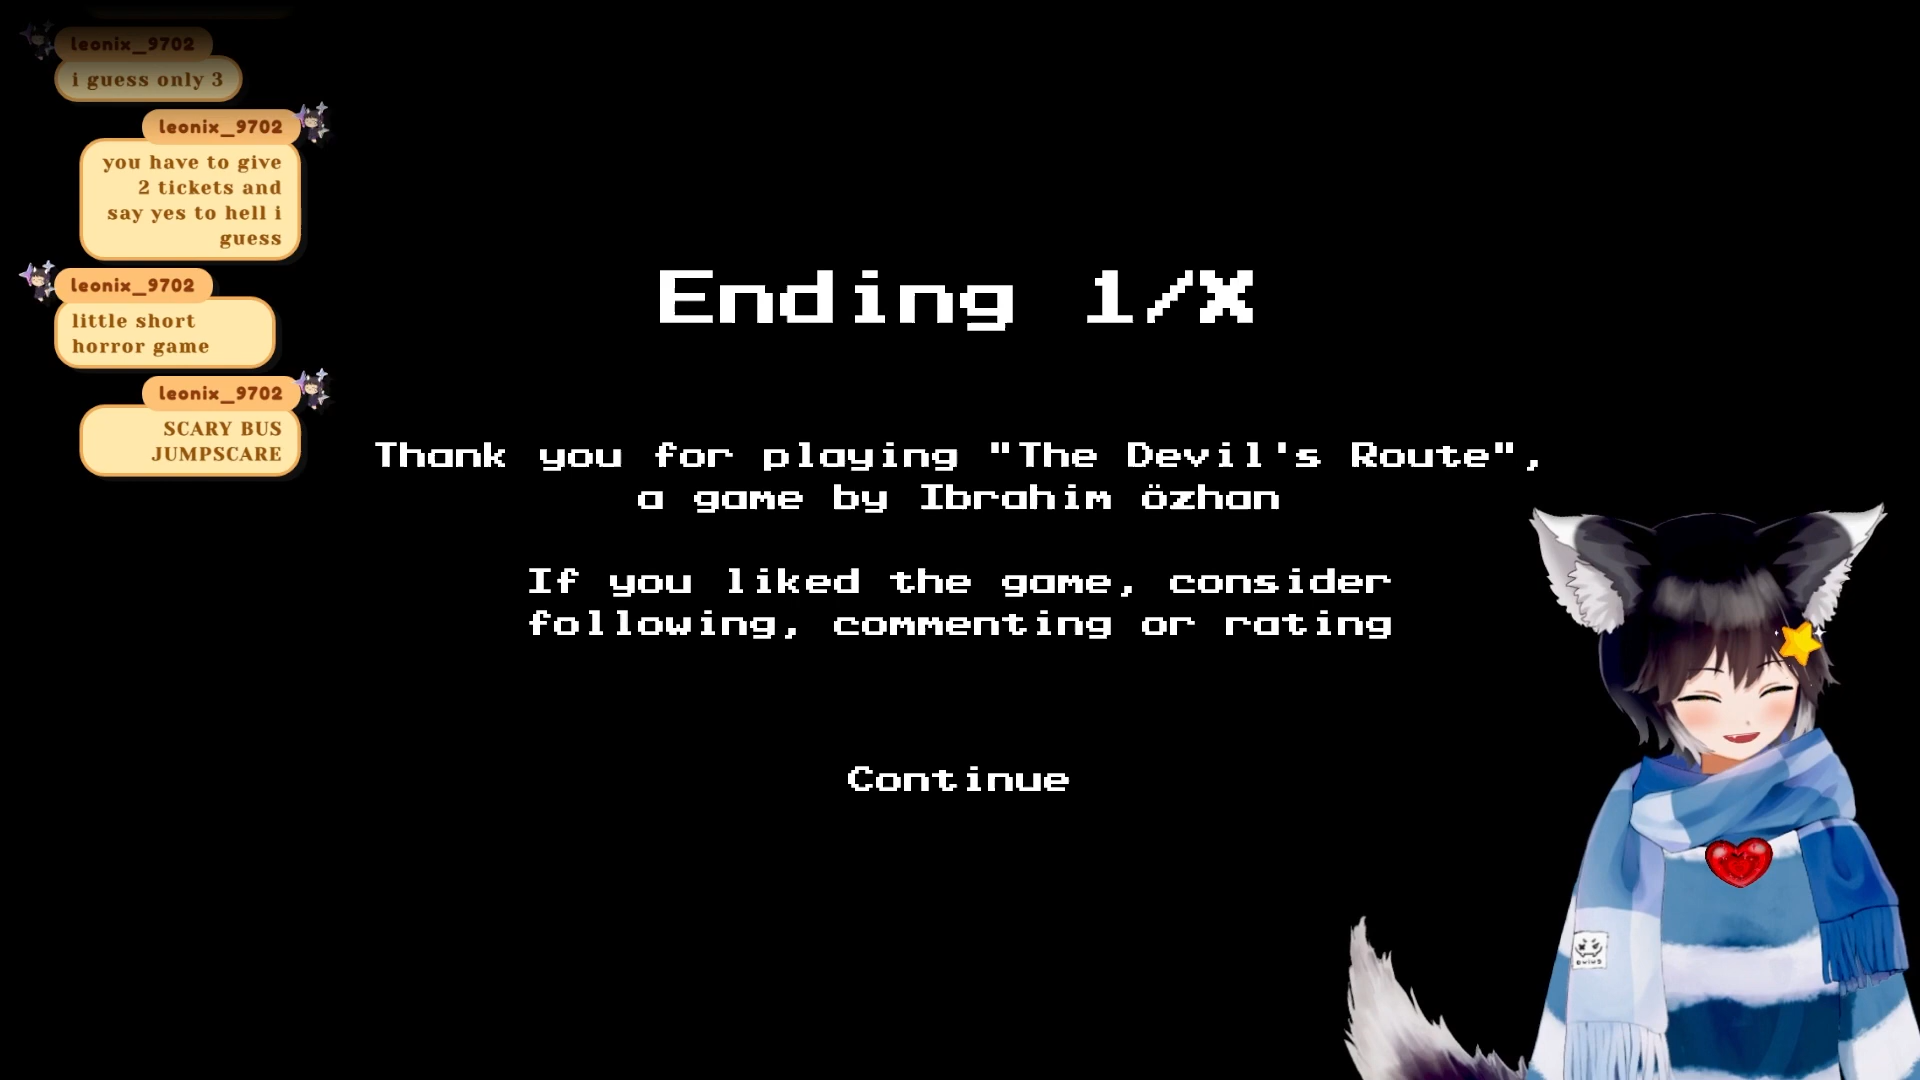 leonix_9702
i guess only 3
leonix_9702
you have to give
2 tickets and
say yes to hell i
guess
leonix_9702
little short
horror game
leonix_9702
SCARY BUS
JUMPSCARE
Ending 1/X
Thank you for playing "The Devil's Route",
a game by Ibrahim özhan
If you liked the game, consider
following, commenting or rating
Continue